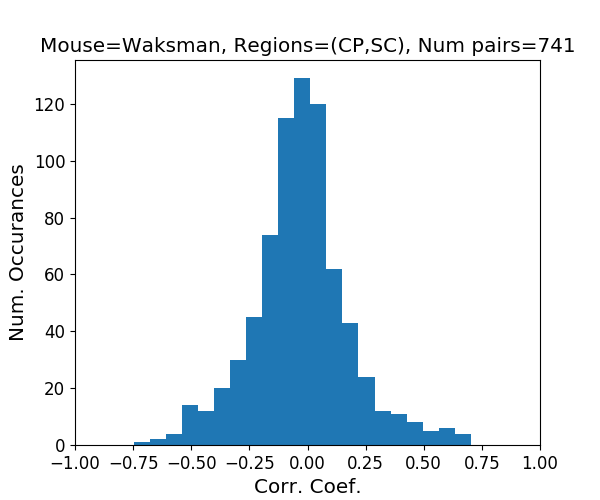 Mouse=Waksman, Regions=(CP,SC), Num pairs=741
120
100
80
60
40
20
0
Num. Occurances
−1.00 −0.75 −0.50 −0.25 0.00 0.25 0.50 0.75 1.00
Corr. Coef.